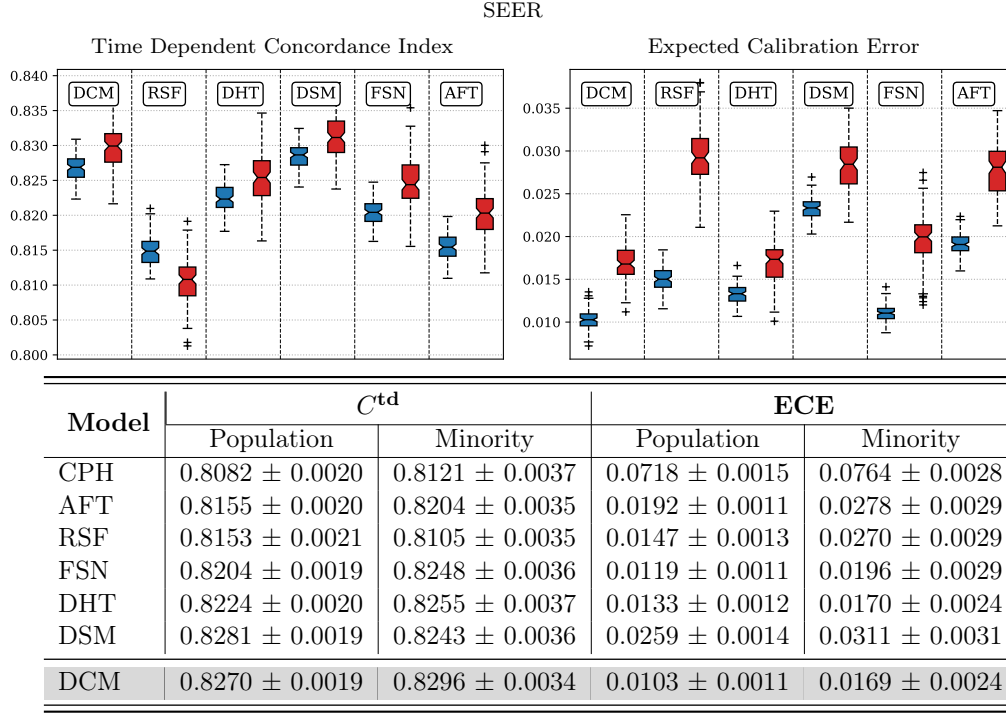 SEER
Time Dependent Concordance Index
0.840
0.835
0.830
0.825
0.820
0.815
0.810
0.805
0.800
DCM RSF DHT DSM FSN AFT
Expected Calibration Error
0.035
0.030
0.025
0.020
0.015
0.010
DCM RSF DHT DSM FSN AFT
Model C^td ECE
Population Minority Population Minority
CPH 0.8082 ± 0.0020 0.8121 ± 0.0037 0.0718 ± 0.0015 0.0764 ± 0.0028
AFT 0.8155 ± 0.0020 0.8204 ± 0.0035 0.0192 ± 0.0011 0.0278 ± 0.0029
RSF 0.8153 ± 0.0021 0.8105 ± 0.0035 0.0147 ± 0.0013 0.0270 ± 0.0029
FSN 0.8204 ± 0.0019 0.8248 ± 0.0036 0.0119 ± 0.0011 0.0196 ± 0.0029
DHT 0.8224 ± 0.0020 0.8255 ± 0.0037 0.0133 ± 0.0012 0.0170 ± 0.0024
DSM 0.8281 ± 0.0019 0.8243 ± 0.0036 0.0259 ± 0.0014 0.0311 ± 0.0031
DCM 0.8270 ± 0.0019 0.8296 ± 0.0034 0.0103 ± 0.0011 0.0169 ± 0.0024